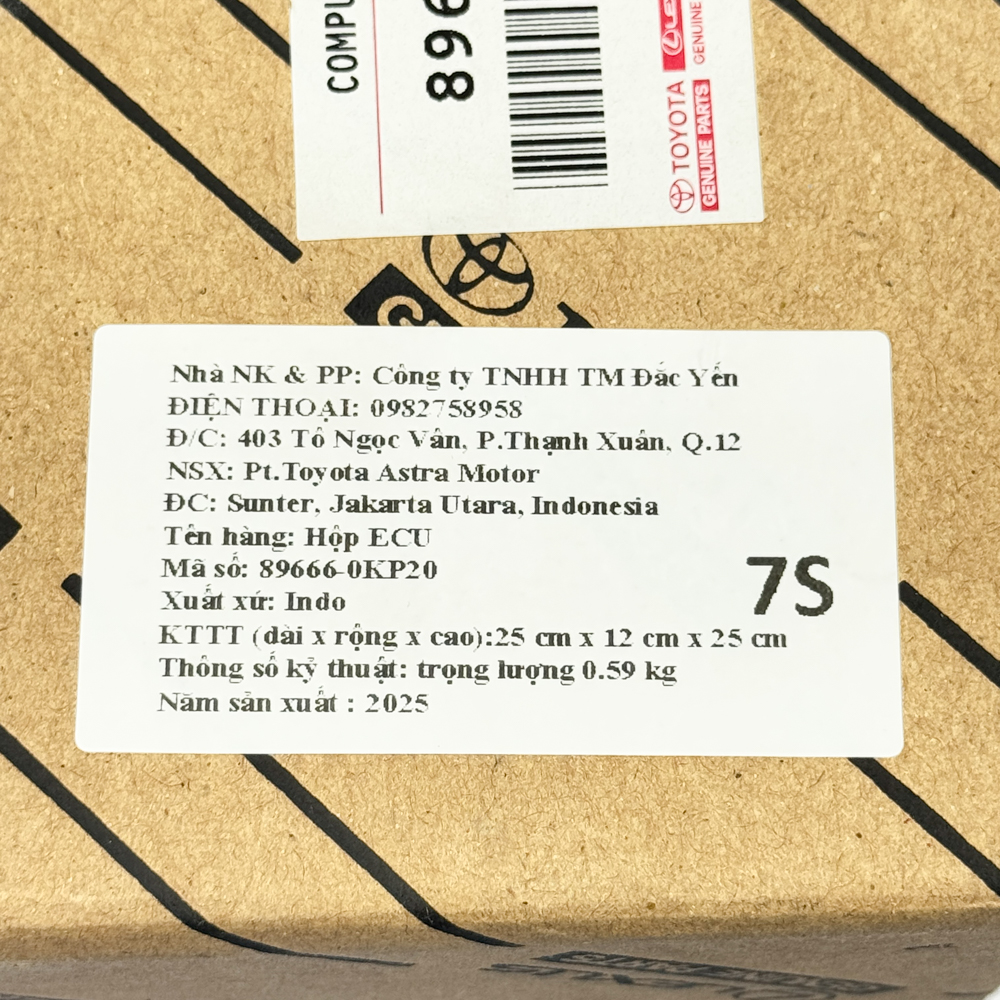 COMPU
896
TOYOTA
GENUINE PARTS
GENUINE
Nhà NK & PP: Công ty TNHH TM Đắc Yến
ĐIỆN THOẠI: 0982758958
Đ/C: 403 Tô Ngọc Vân, P.Thạnh Xuân, Q.12
NSX: Pt.Toyota Astra Motor
ĐC: Sunter, Jakarta Utara, Indonesia
Tên hàng: Hộp ECU
Mã số: 89666-0KP20
Xuất xứ: Indo
7S
KTTT (dài x rộng x cao):25 cm x 12 cm x 25 cm
Thông số kỷ thuật: trọng lượng 0.59 kg
Năm sản xuất : 2025